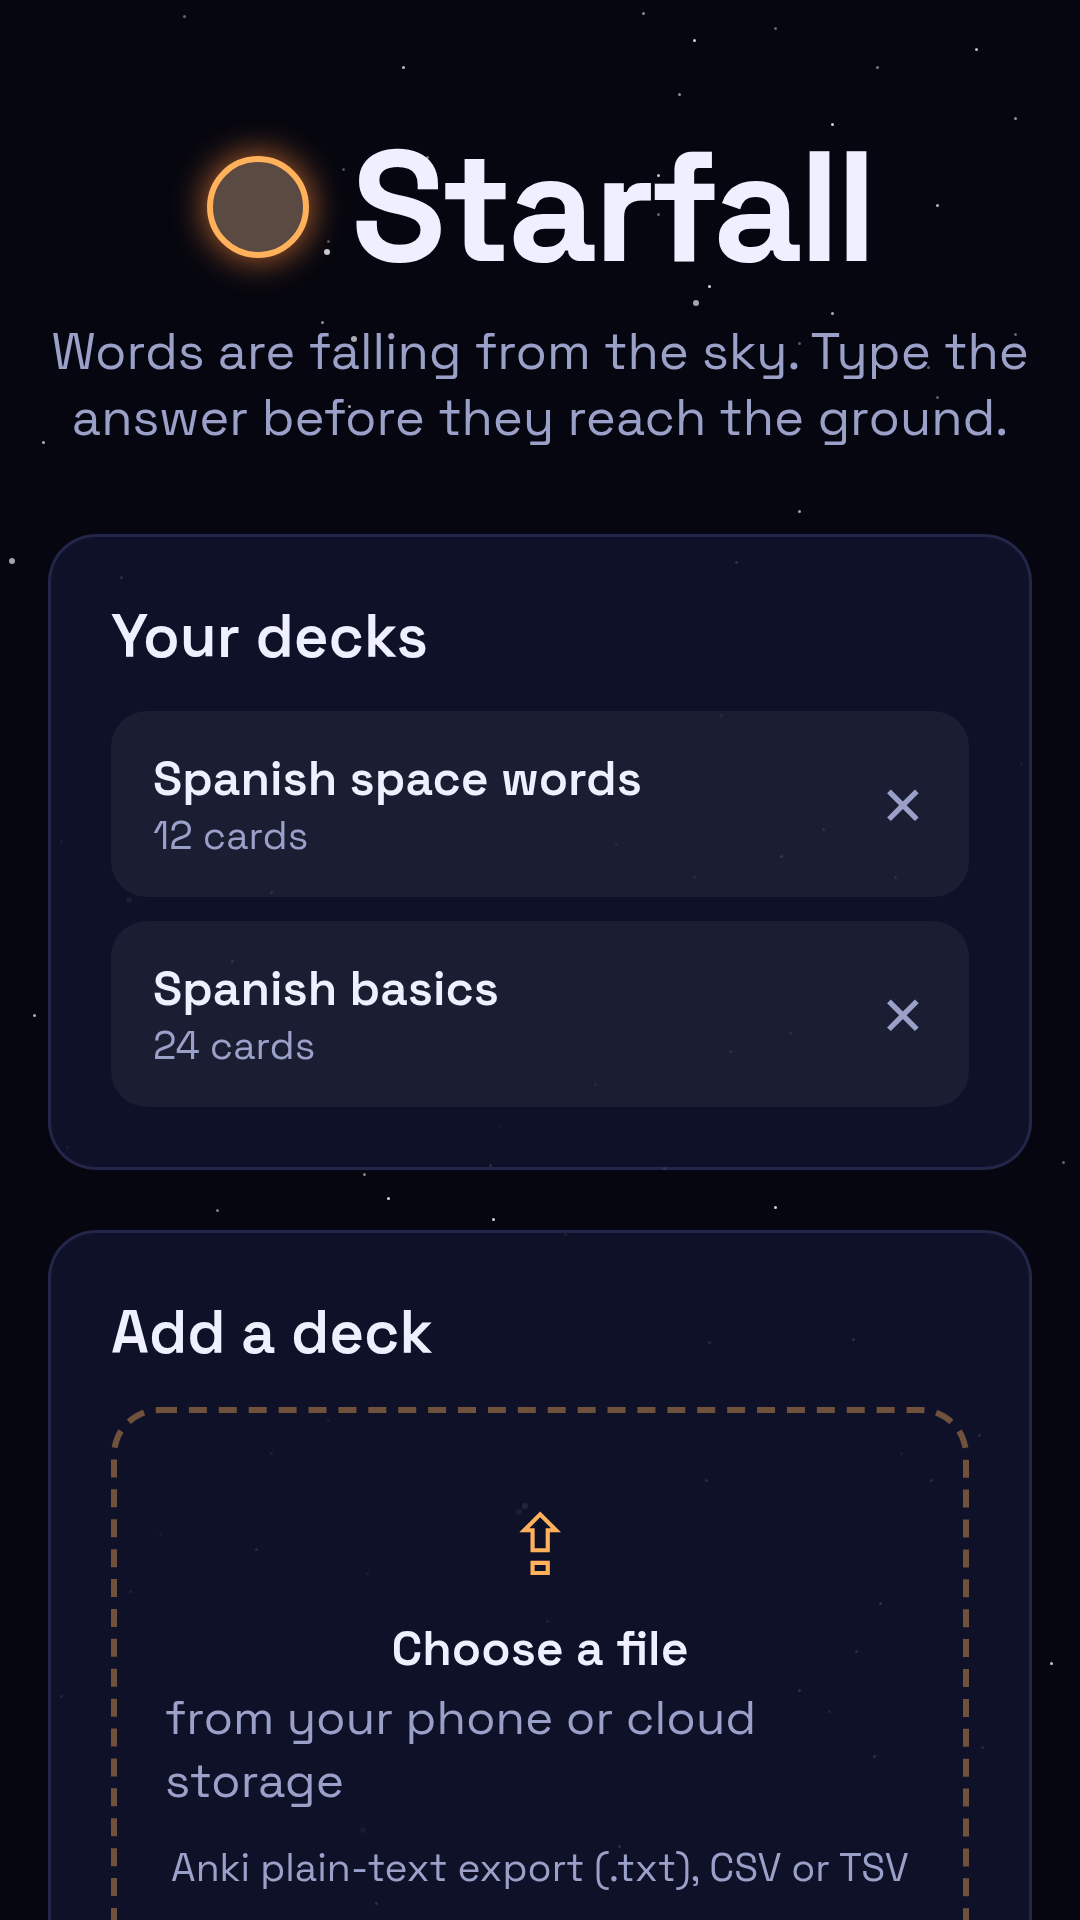 Starfall
Words are falling from the sky. Type the
answer before they reach the ground.
Your decks
Spanish space words
12 cards
Spanish basics
24 cards
Add a deck
Choose a file
from your phone or cloud
storage
Anki plain-text export (.txt), CSV or TSV